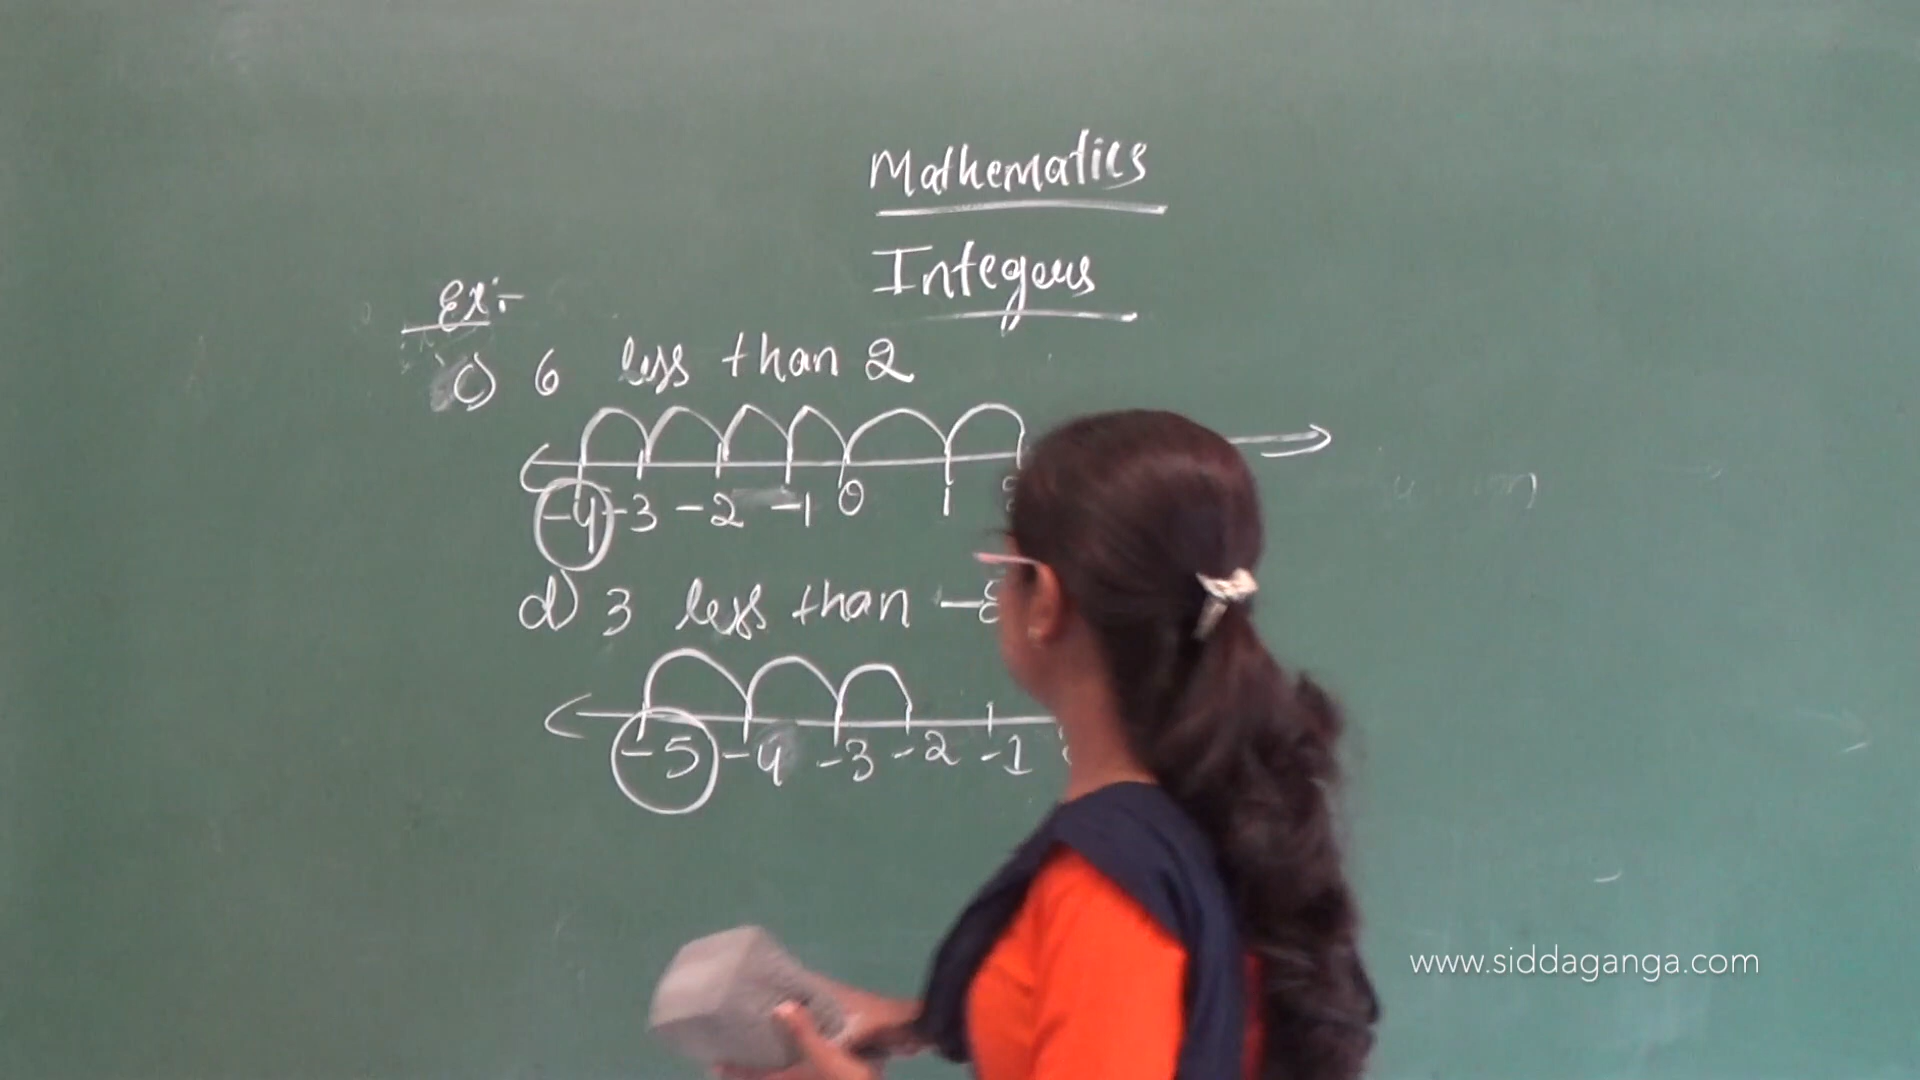 Mathematics
Integers
Ex:-
c) 6 less than 2
-4 -3 -2 -1 0 1
d) 3 less than
-5 -4 -3 -2 -1
www.siddaganga.com